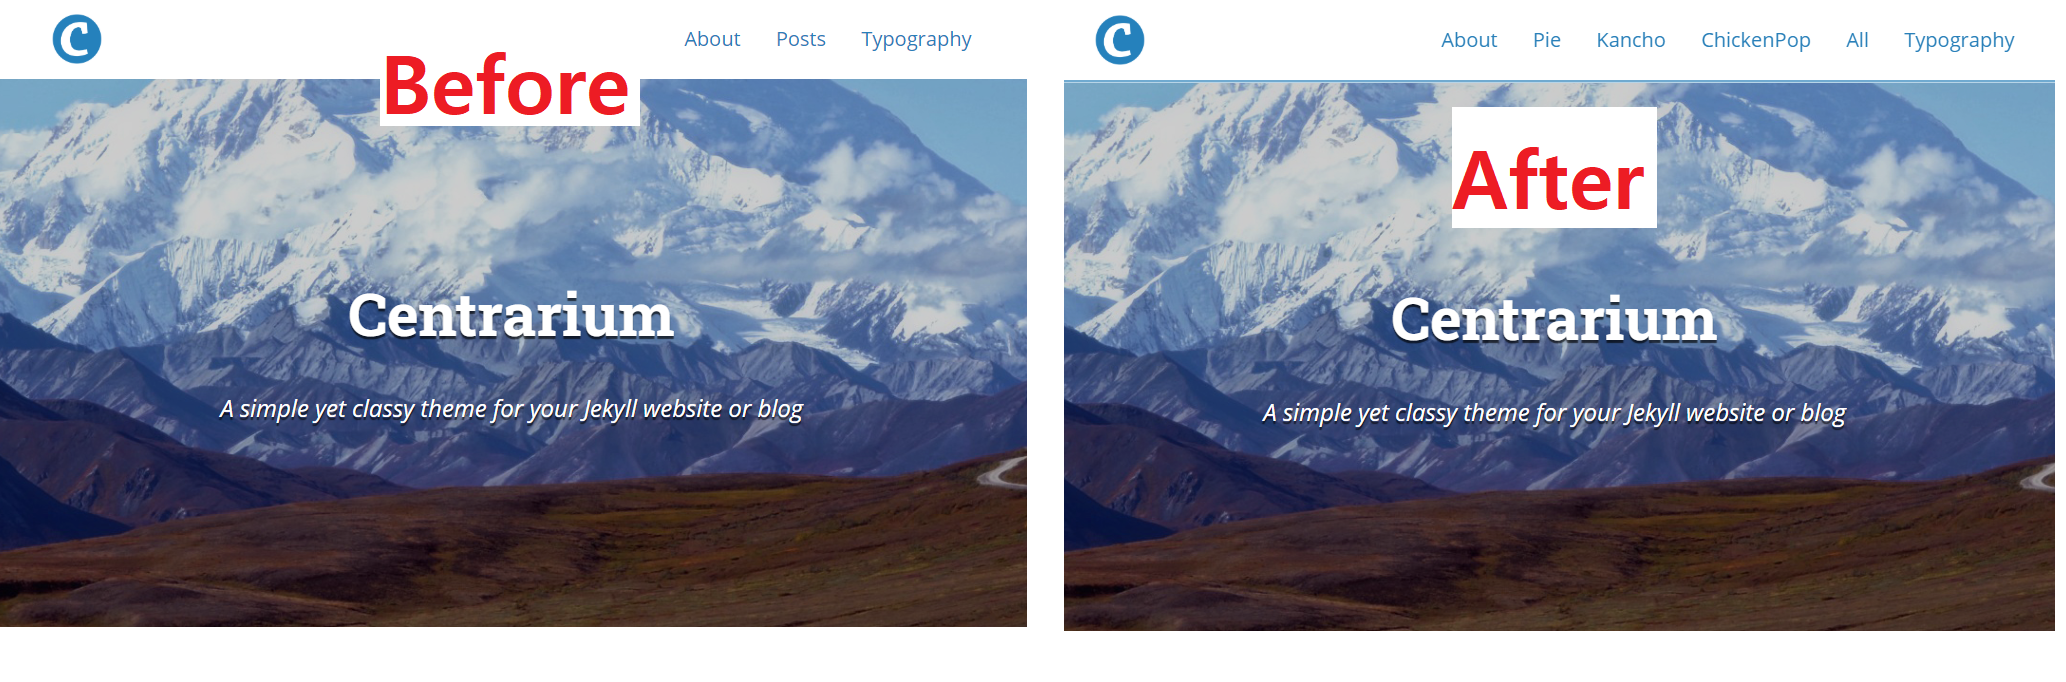 C
About Posts Typography
Before
Centrarium
A simple yet classy theme for your Jekyll website or blog
C
About Pie Kancho ChickenPop All Typography
After
Centrarium
A simple yet classy theme for your Jekyll website or blog